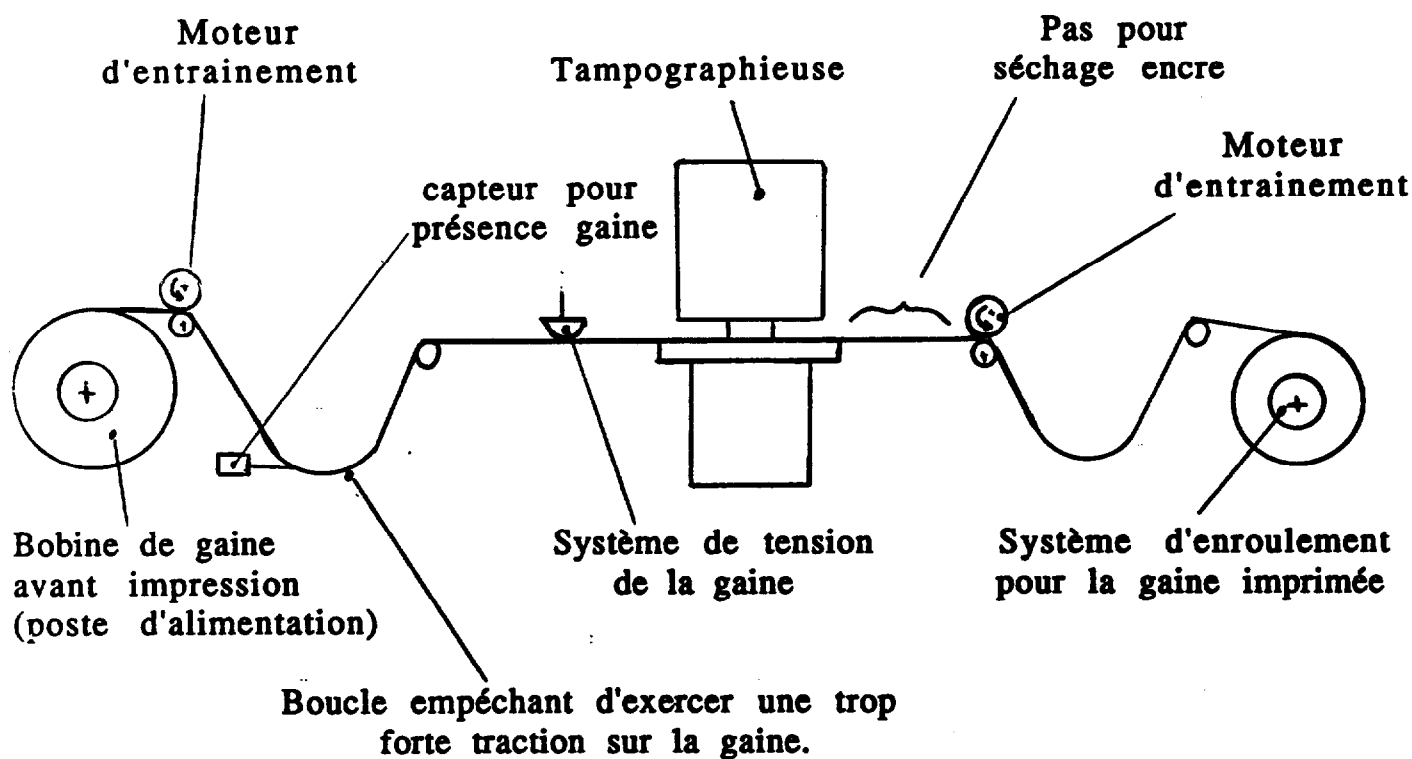 Moteur
d'entrainement
Tampographieuse
Pas pour
séchage encre
Moteur
d'entrainement
capteur pour
présence gaine
Bobine de gaine
avant impression
(poste d'alimentation)
Système de tension
de la gaine
Système d'enroulement
pour la gaine imprimée
Boucle empéchant d'exercer une trop
forte traction sur la gaine.